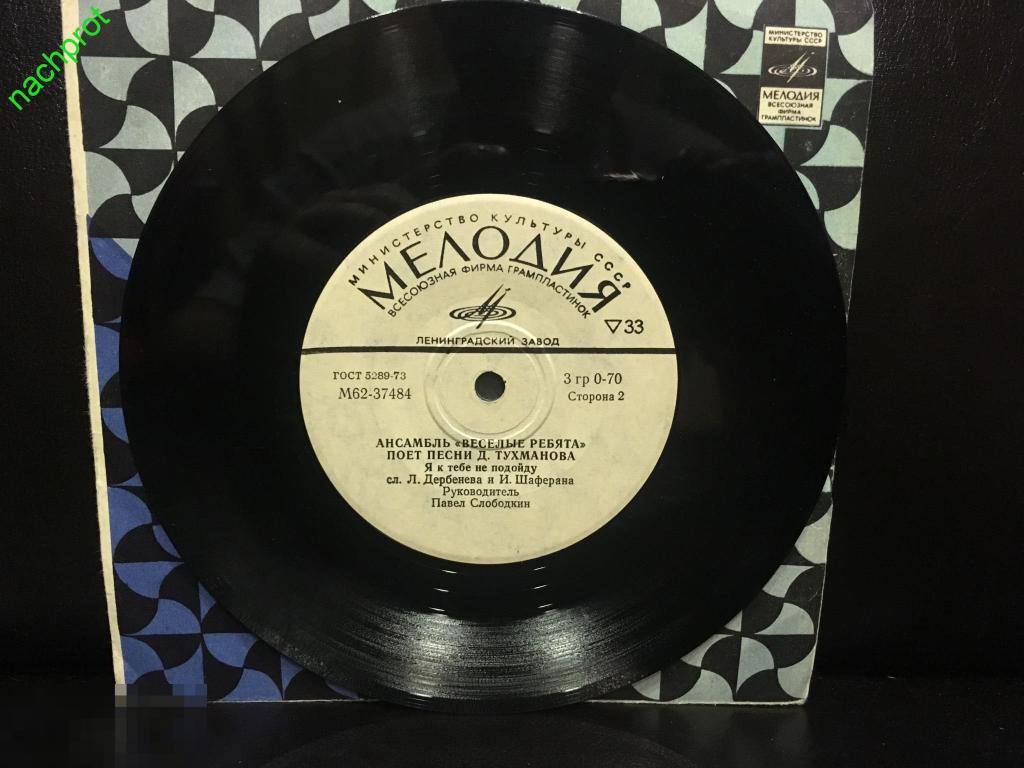 nachprot
МИНИСТЕРСТВО
КУЛЬТУРЫ СССР
МЕЛОДИЯ
ВСЕСОЮЗНАЯ
ФИРМА
ГРАМПЛАСТИНОК
МИНИСТЕРСТВО КУЛЬТУРЫ СССР
МЕЛОДИЯ
ВСЕСОЮЗНАЯ ФИРМА ГРАМПЛАСТИНОК
▽33
ЛЕНИНГРАДСКИЙ ЗАВОД
ГОСТ 5289-73
М62-37484
3 гр 0-70
Сторона 2
АНСАМБЛЬ «ВЕСЕЛЫЕ РЕБЯТА»
ПОЕТ ПЕСНИ Д. ТУХМАНОВА
Я к тебе не подойду
сл. Л. Дербенева и И. Шаферана
Руководитель
Павел Слободкин